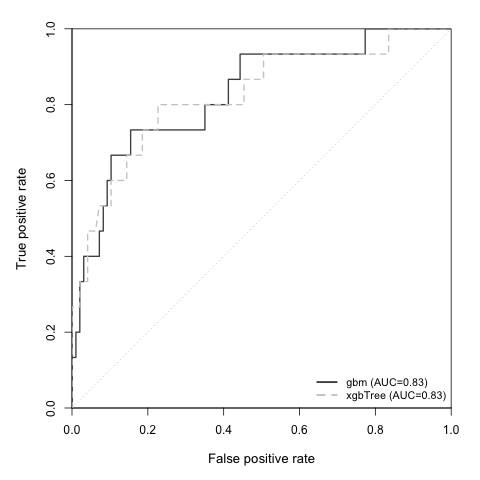 1.0
0.8
0.6
0.4
0.2
0.0
True positive rate
gbm (AUC=0.83)
xgbTree (AUC=0.83)
0.0 0.2 0.4 0.6 0.8 1.0
False positive rate